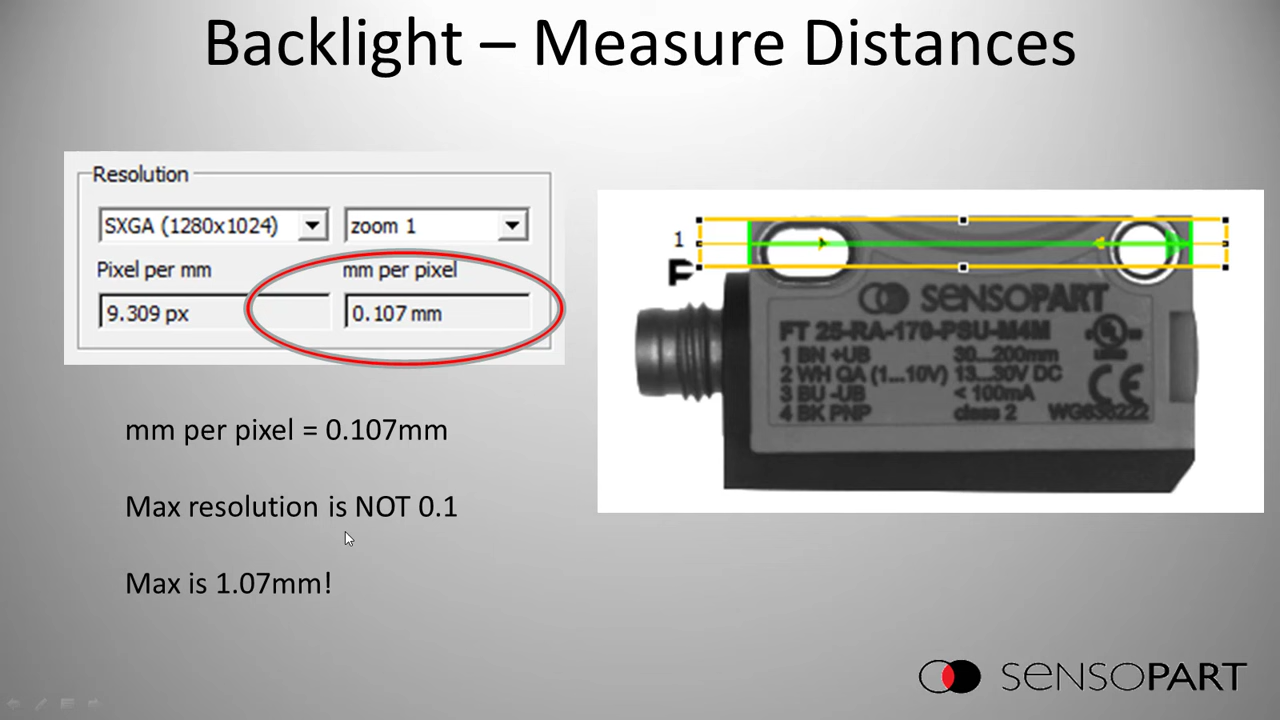 Backlight – Measure Distances
Resolution
SXGA (1280x1024) zoom 1
Pixel per mm mm per pixel
9.309 px 0.107 mm
mm per pixel = 0.107mm
Max resolution is NOT 0.1
Max is 1.07mm!
1
SENSOPART
FT 25-RA-170-PSU-M4M
1 BN +UB 30...200mm
2 WH QA (1...10V) 13...30V DC
3 BU -UB < 100mA
4 BK PNP class 2
CE
SENSOPART